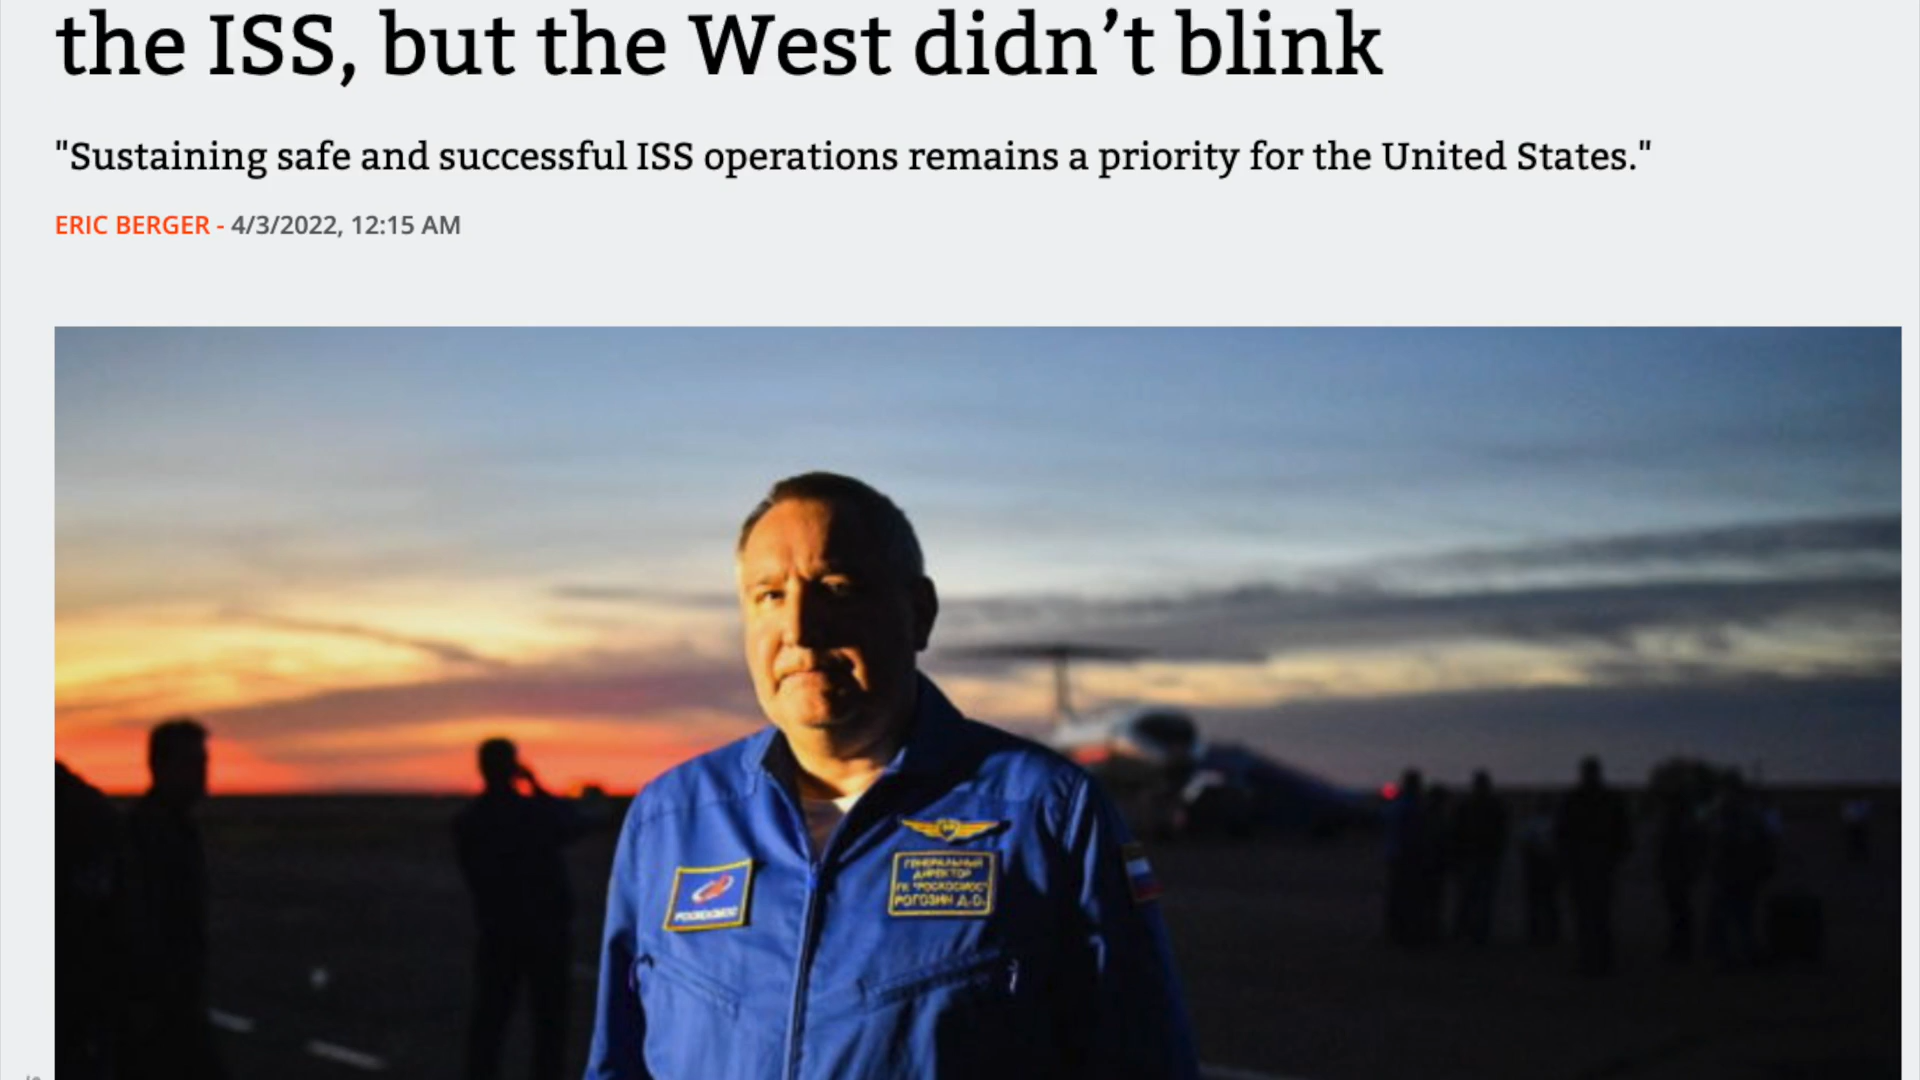 the ISS, but the West didn’t blink
"Sustaining safe and successful ISS operations remains a priority for the United States."
ERIC BERGER - 4/3/2022, 12:15 AM
РОСКОСМОС
ГЕНЕРАЛЬНЫЙ
ДИРЕКТОР
ГК "РОСКОСМОС"
РОГОЗИН Д.О.